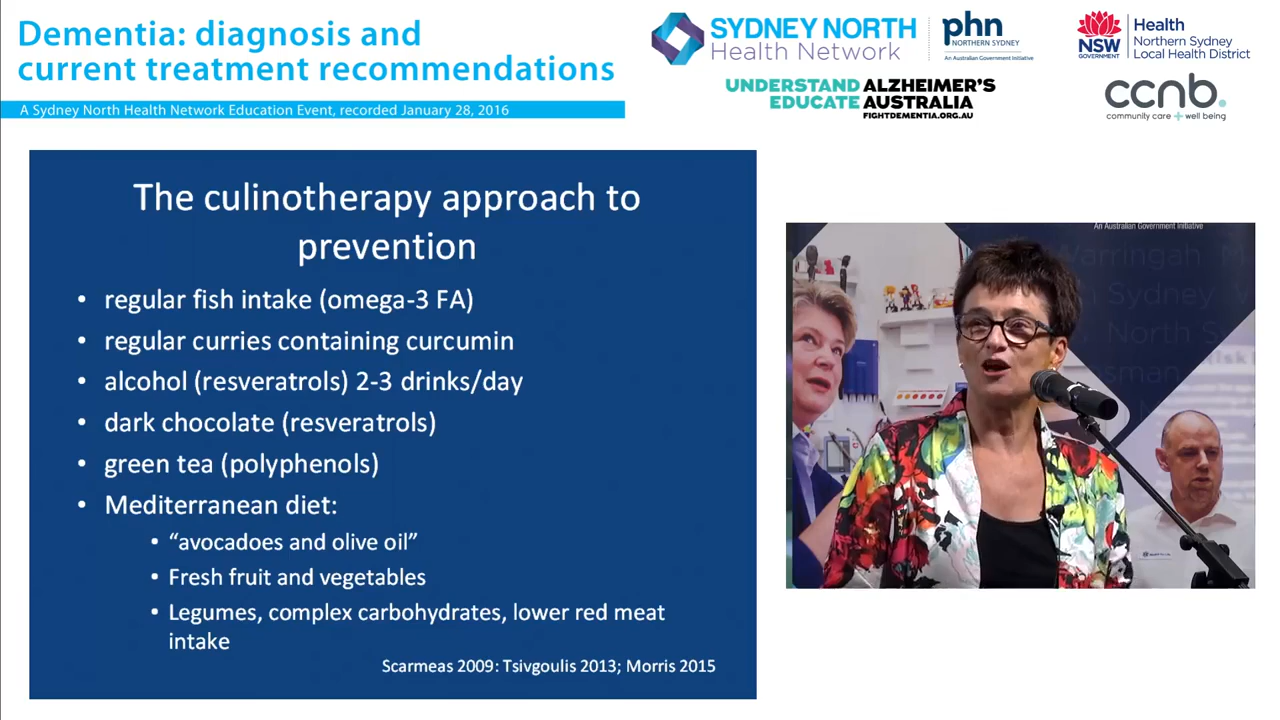 Dementia: diagnosis and
current treatment recommendations
A Sydney North Health Network Education Event, recorded January 28, 2016
SYDNEY NORTH
Health Network
phn
NORTHERN SYDNEY
An Australian Government Initiative
NSW
GOVERNMENT
Health
Northern Sydney
Local Health District
UNDERSTAND ALZHEIMER'S
EDUCATE AUSTRALIA
FIGHTDEMENTIA.ORG.AU
ccnb.
community care + well being
The culinotherapy approach to
prevention
• regular fish intake (omega-3 FA)
• regular curries containing curcumin
• alcohol (resveratrols) 2-3 drinks/day
• dark chocolate (resveratrols)
• green tea (polyphenols)
• Mediterranean diet:
• “avocadoes and olive oil”
• Fresh fruit and vegetables
• Legumes, complex carbohydrates, lower red meat
intake
Scarmeas 2009: Tsivgoulis 2013; Morris 2015
An Australian Government Initiative
Warringah
Sydney
North